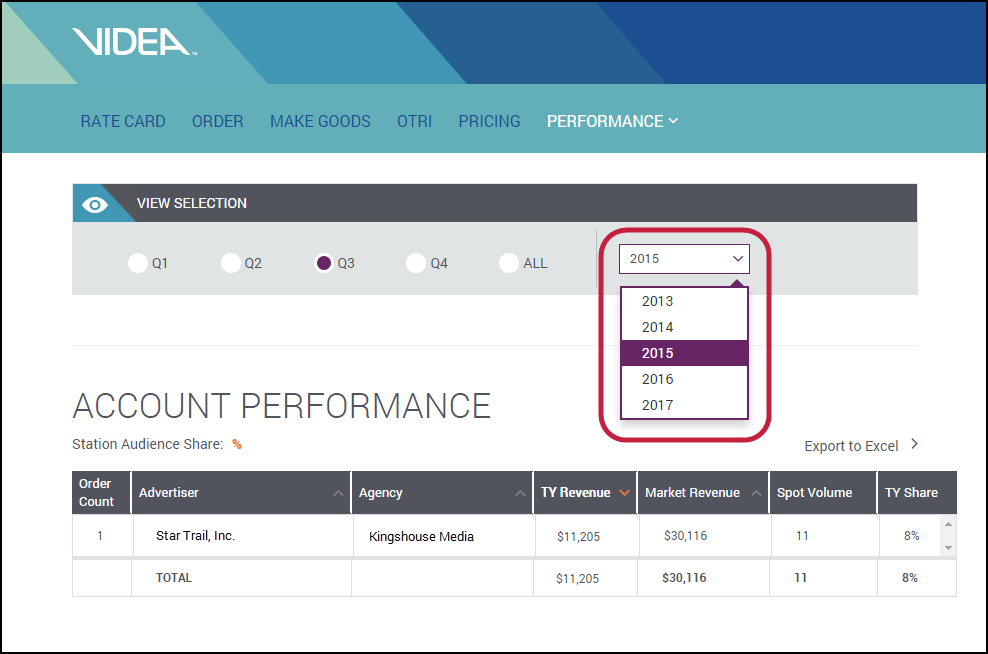 VIDEA™
RATE CARD ORDER MAKE GOODS OTRI PRICING PERFORMANCE
VIEW SELECTION
Q1 Q2 Q3 Q4 ALL 2015
2013
2014
2015
2016
2017
ACCOUNT PERFORMANCE
Station Audience Share: %
Export to Excel
Order Count Advertiser Agency TY Revenue Market Revenue Spot Volume TY Share
1 Star Trail, Inc. Kingshouse Media $11,205 $30,116 11 8%
TOTAL $11,205 $30,116 11 8%